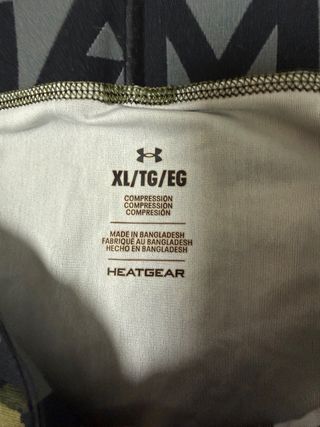 XL/TG/EG
COMPRESSION
COMPRESSION
COMPRESIÓN
MADE IN BANGLADESH
FABRIQUÉ AU BANGLADESH
HECHO EN BANGLADESH
HEATGEAR